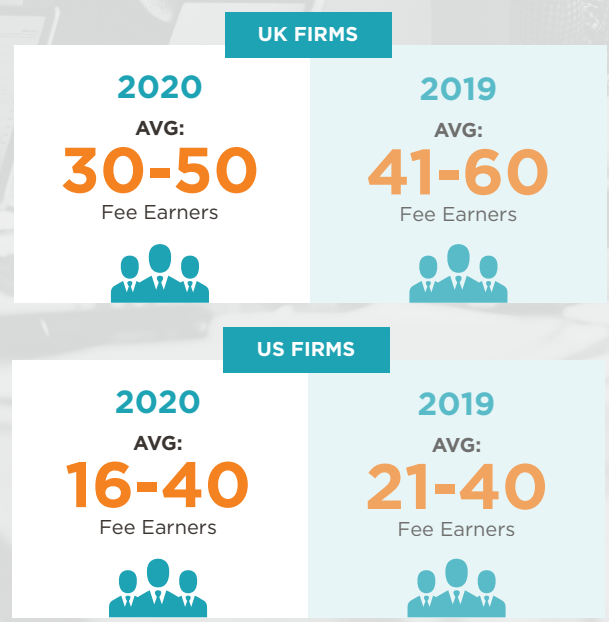 UK FIRMS
2020
AVG:
30-50
Fee Earners
2019
AVG:
41-60
Fee Earners
US FIRMS
2020
AVG:
16-40
Fee Earners
2019
AVG:
21-40
Fee Earners